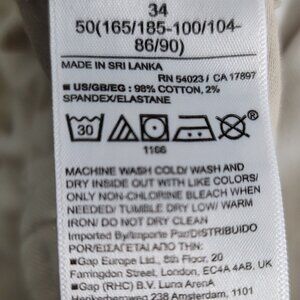 34
50(165/185-100/104-
86/90)
MADE IN SRI LANKA
RN 54023 / CA 17897
■ US/GB/EG : 98% COTTON, 2%
SPANDEX/ELASTANE
30
1166
MACHINE WASH COLD/ WASH AND
DRY INSIDE OUT WITH LIKE COLORS/
ONLY NON-CHLORINE BLEACH WHEN
NEEDED/ TUMBLE DRY LOW/ WARM
IRON/ DO NOT DRY CLEAN
Imported By/Importe Par/DISTRIBUIDO
POR/ΕΙΣΑΓΕΤΑΙ ΑΠΟ ΤΗΝ:
■Gap Europe Ltd., 8th Floor, 20
Farringdon Street, London, EC4A 4AB, UK
■Gap (RHC) B.V. Luna Arena
238 Amsterdam, 1101